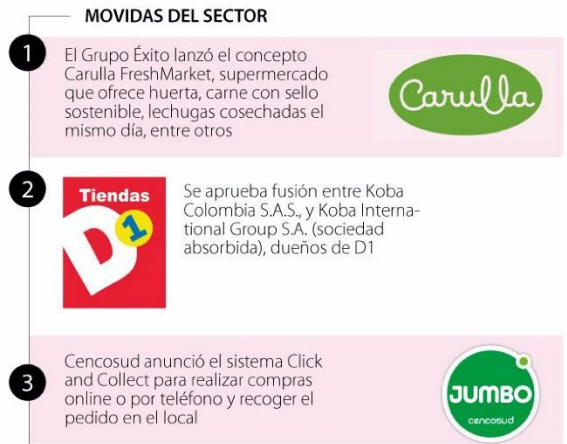 MOVIDAS DEL SECTOR
1
El Grupo Éxito lanzó el concepto
Carulla FreshMarket, supermercado
que ofrece huerta, carne con sello
sostenible, lechugas cosechadas el
mismo día, entre otros
Carulla
2
Tiendas
D1
Se aprueba fusión entre Koba
Colombia S.A.S., y Koba Interna-
tional Group S.A. (sociedad
absorbida), dueños de D1
3
Cencosud anunció el sistema Click
and Collect para realizar compras
online o por teléfono y recoger el
pedido en el local
JUMBO
cencosud